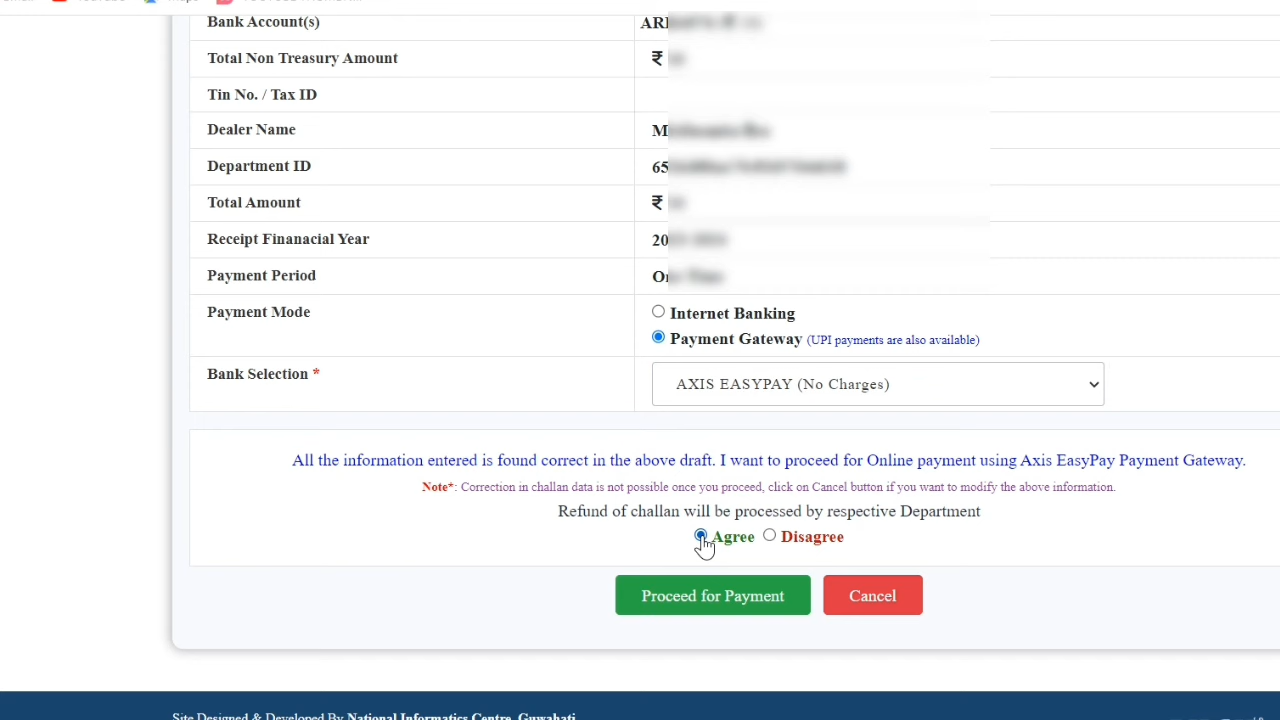 Bank Account(s)
Total Non Treasury Amount ₹
Tin No. / Tax ID
Dealer Name
Department ID 65
Total Amount ₹
Receipt Finanacial Year 20
Payment Period
Payment Mode
Internet Banking
Payment Gateway (UPI payments are also available)
Bank Selection *
AXIS EASYPAY (No Charges)
All the information entered is found correct in the above draft. I want to proceed for Online payment using Axis EasyPay Payment Gateway.
Note*: Correction in challan data is not possible once you proceed, click on Cancel button if you want to modify the above information.
Refund of challan will be processed by respective Department
Agree Disagree
Proceed for Payment Cancel
Site Designed & Developed By National Informatics Centre, Guwahati